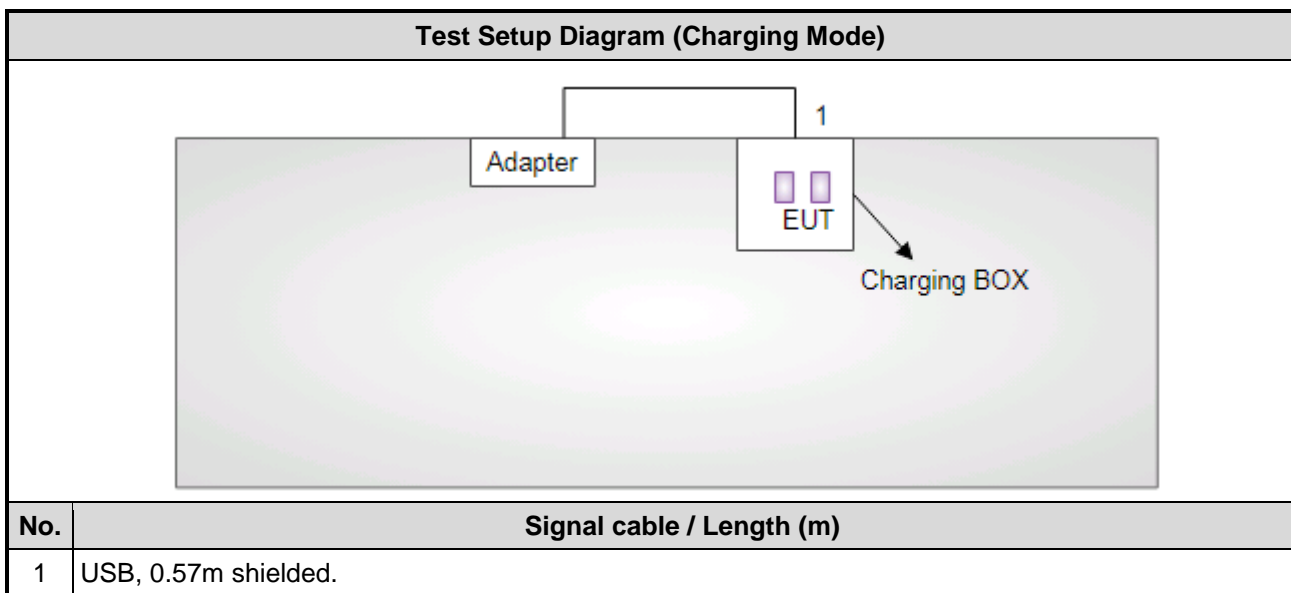 Test Setup Diagram (Charging Mode)
1
Adapter
EUT
Charging BOX
No. Signal cable / Length (m)
1 USB, 0.57m shielded.